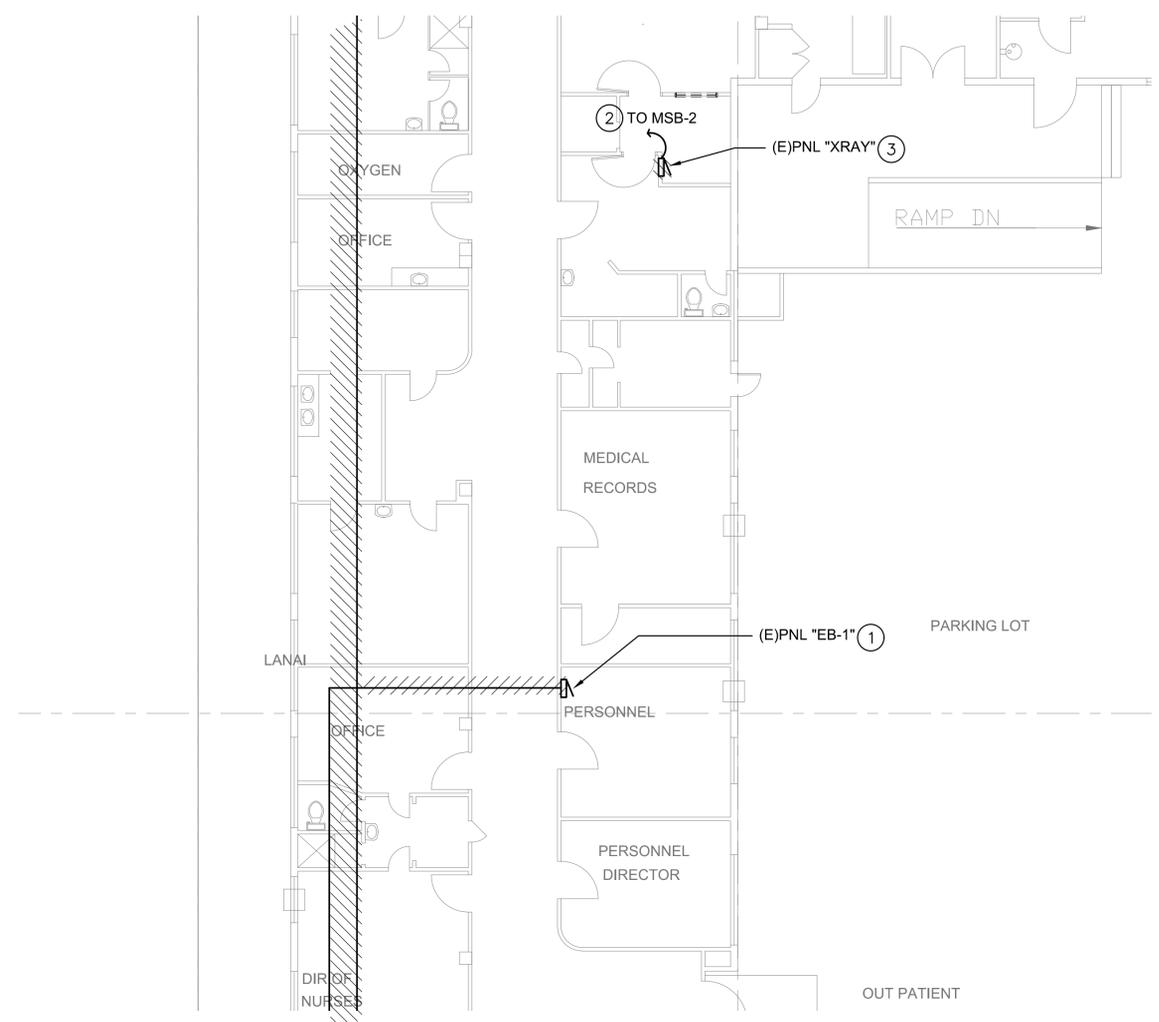 2 TO MSB-2
(E)PNL "XRAY" 3
OXYGEN
RAMP DN
OFFICE
MEDICAL
RECORDS
PARKING LOT
(E)PNL "EB-1" 1
LANAI
PERSONNEL
OFFICE
PERSONNEL
DIRECTOR
DIR OF
NURSES
OUT PATIENT